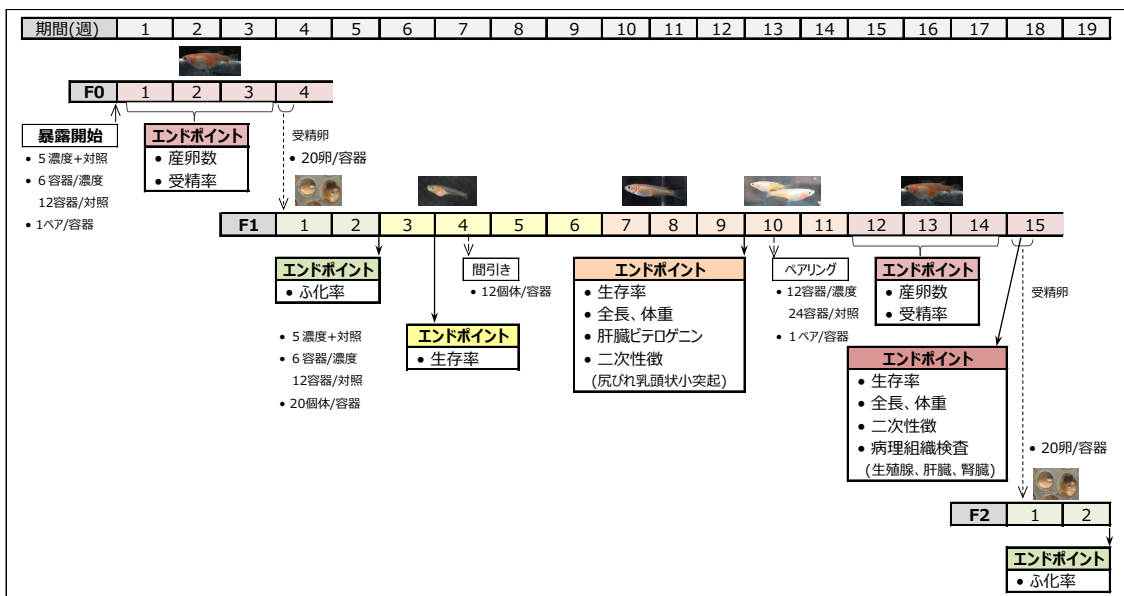 期間(週) 1 2 3 4 5 6 7 8 9 10 11 12 13 14 15 16 17 18 19
F0 1 2 3 4
暴露開始
• 5濃度+対照
• 6容器/濃度
12容器/対照
• 1ペア/容器
エンドポイント
• 産卵数
• 受精率
受精卵
• 20卵/容器
F1 1 2 3 4 5 6 7 8 9 10 11 12 13 14 15
エンドポイント
• ふ化率
• 5濃度+対照
• 6容器/濃度
12容器/対照
• 20個体/容器
エンドポイント
• 生存率
間引き
• 12個体/容器
エンドポイント
• 生存率
• 全長、体重
• 肝臓ビテロゲニン
• 二次性徴
(尻びれ乳頭状小突起)
ペアリング
• 12容器/濃度
24容器/対照
• 1ペア/容器
エンドポイント
• 産卵数
• 受精率
エンドポイント
• 生存率
• 全長、体重
• 二次性徴
• 病理組織検査
(生殖腺、肝臓、腎臓)
受精卵
• 20卵/容器
F2 1 2
エンドポイント
• ふ化率